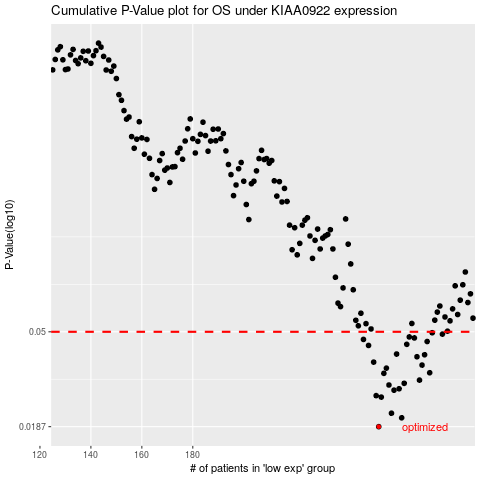 Cumulative P-Value plot for OS under KIAA0922 expression
P-Value(log10)
0.05
0.0187
optimized
120 140 160 180
# of patients in 'low exp' group